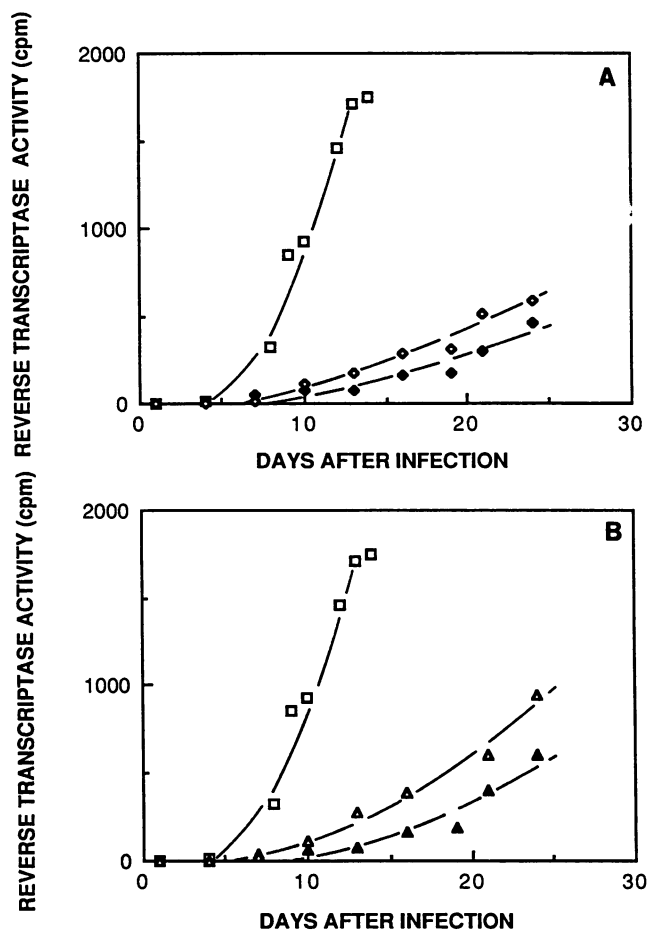 REVERSE TRANSCRIPTASE ACTIVITY (cpm)
2000
A
1000
0
0 10 20 30
DAYS AFTER INFECTION
REVERSE TRANSCRIPTASE ACTIVITY (cpm)
2000
B
1000
0
0 10 20 30
DAYS AFTER INFECTION